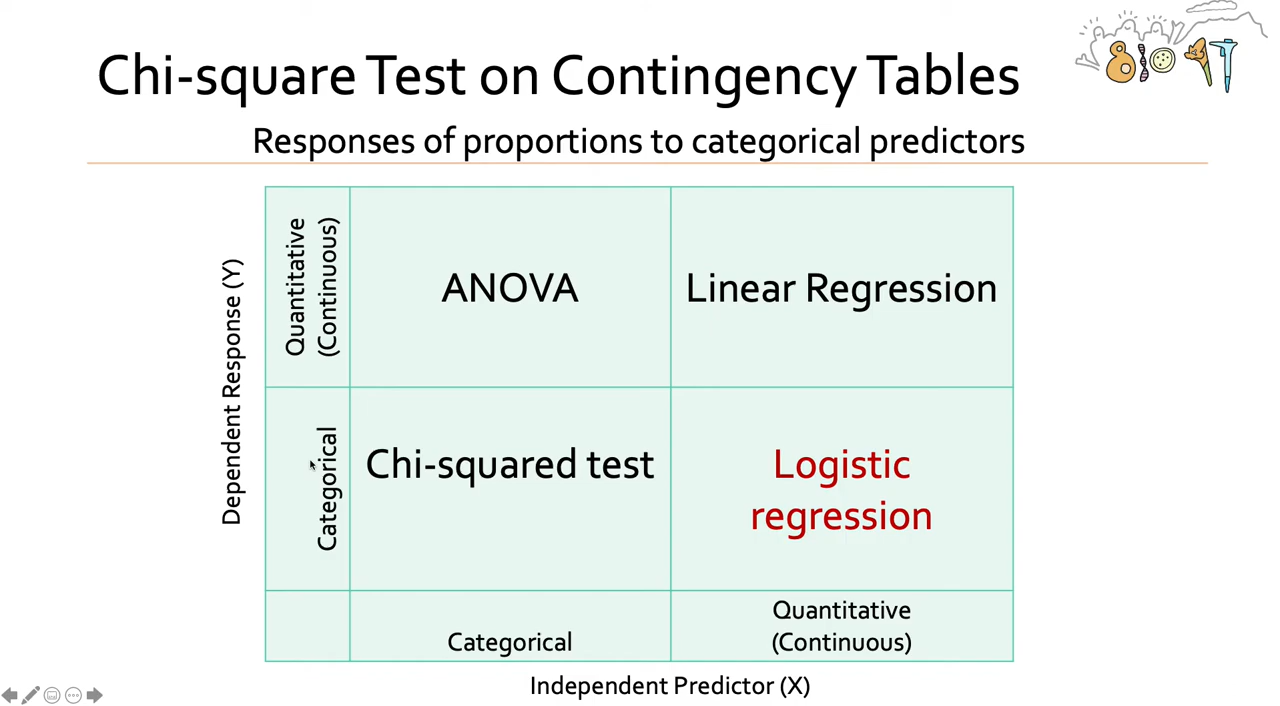 Chi-square Test on Contingency Tables
Responses of proportions to categorical predictors
Dependent Response (Y)
Quantitative
(Continuous)
ANOVA
Linear Regression
Categorical
Chi-squared test
Logistic
regression
Categorical
Quantitative
(Continuous)
Independent Predictor (X)